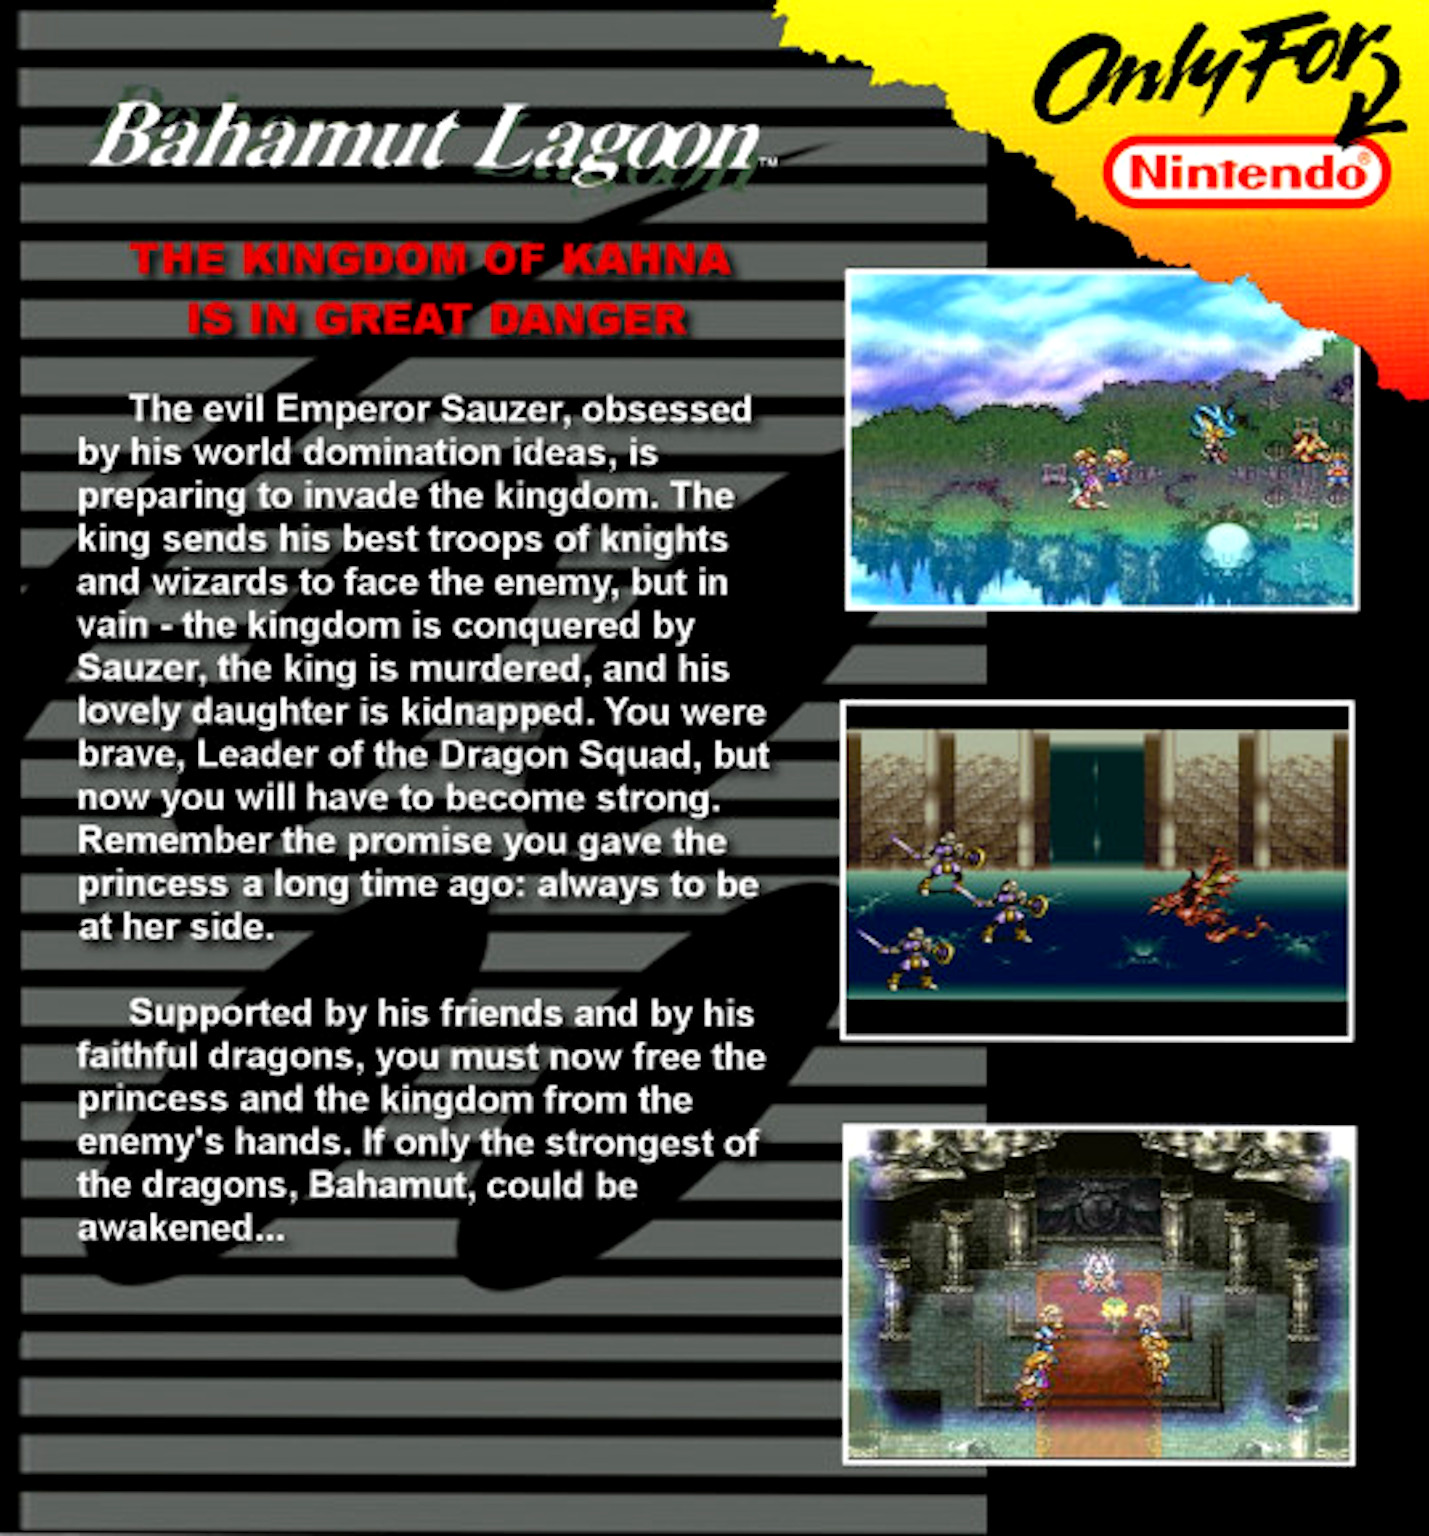 Only For
Nintendo®
Bahamut Lagoon™
THE KINGDOM OF KAHNA
IS IN GREAT DANGER
The evil Emperor Sauzer, obsessed
by his world domination ideas, is
preparing to invade the kingdom. The
king sends his best troops of knights
and wizards to face the enemy, but in
vain - the kingdom is conquered by
Sauzer, the king is murdered, and his
lovely daughter is kidnapped. You were
brave, Leader of the Dragon Squad, but
now you will have to become strong.
Remember the promise you gave the
princess a long time ago: always to be
at her side.
Supported by his friends and by his
faithful dragons, you must now free the
princess and the kingdom from the
enemy's hands. If only the strongest of
the dragons, Bahamut, could be
awakened...